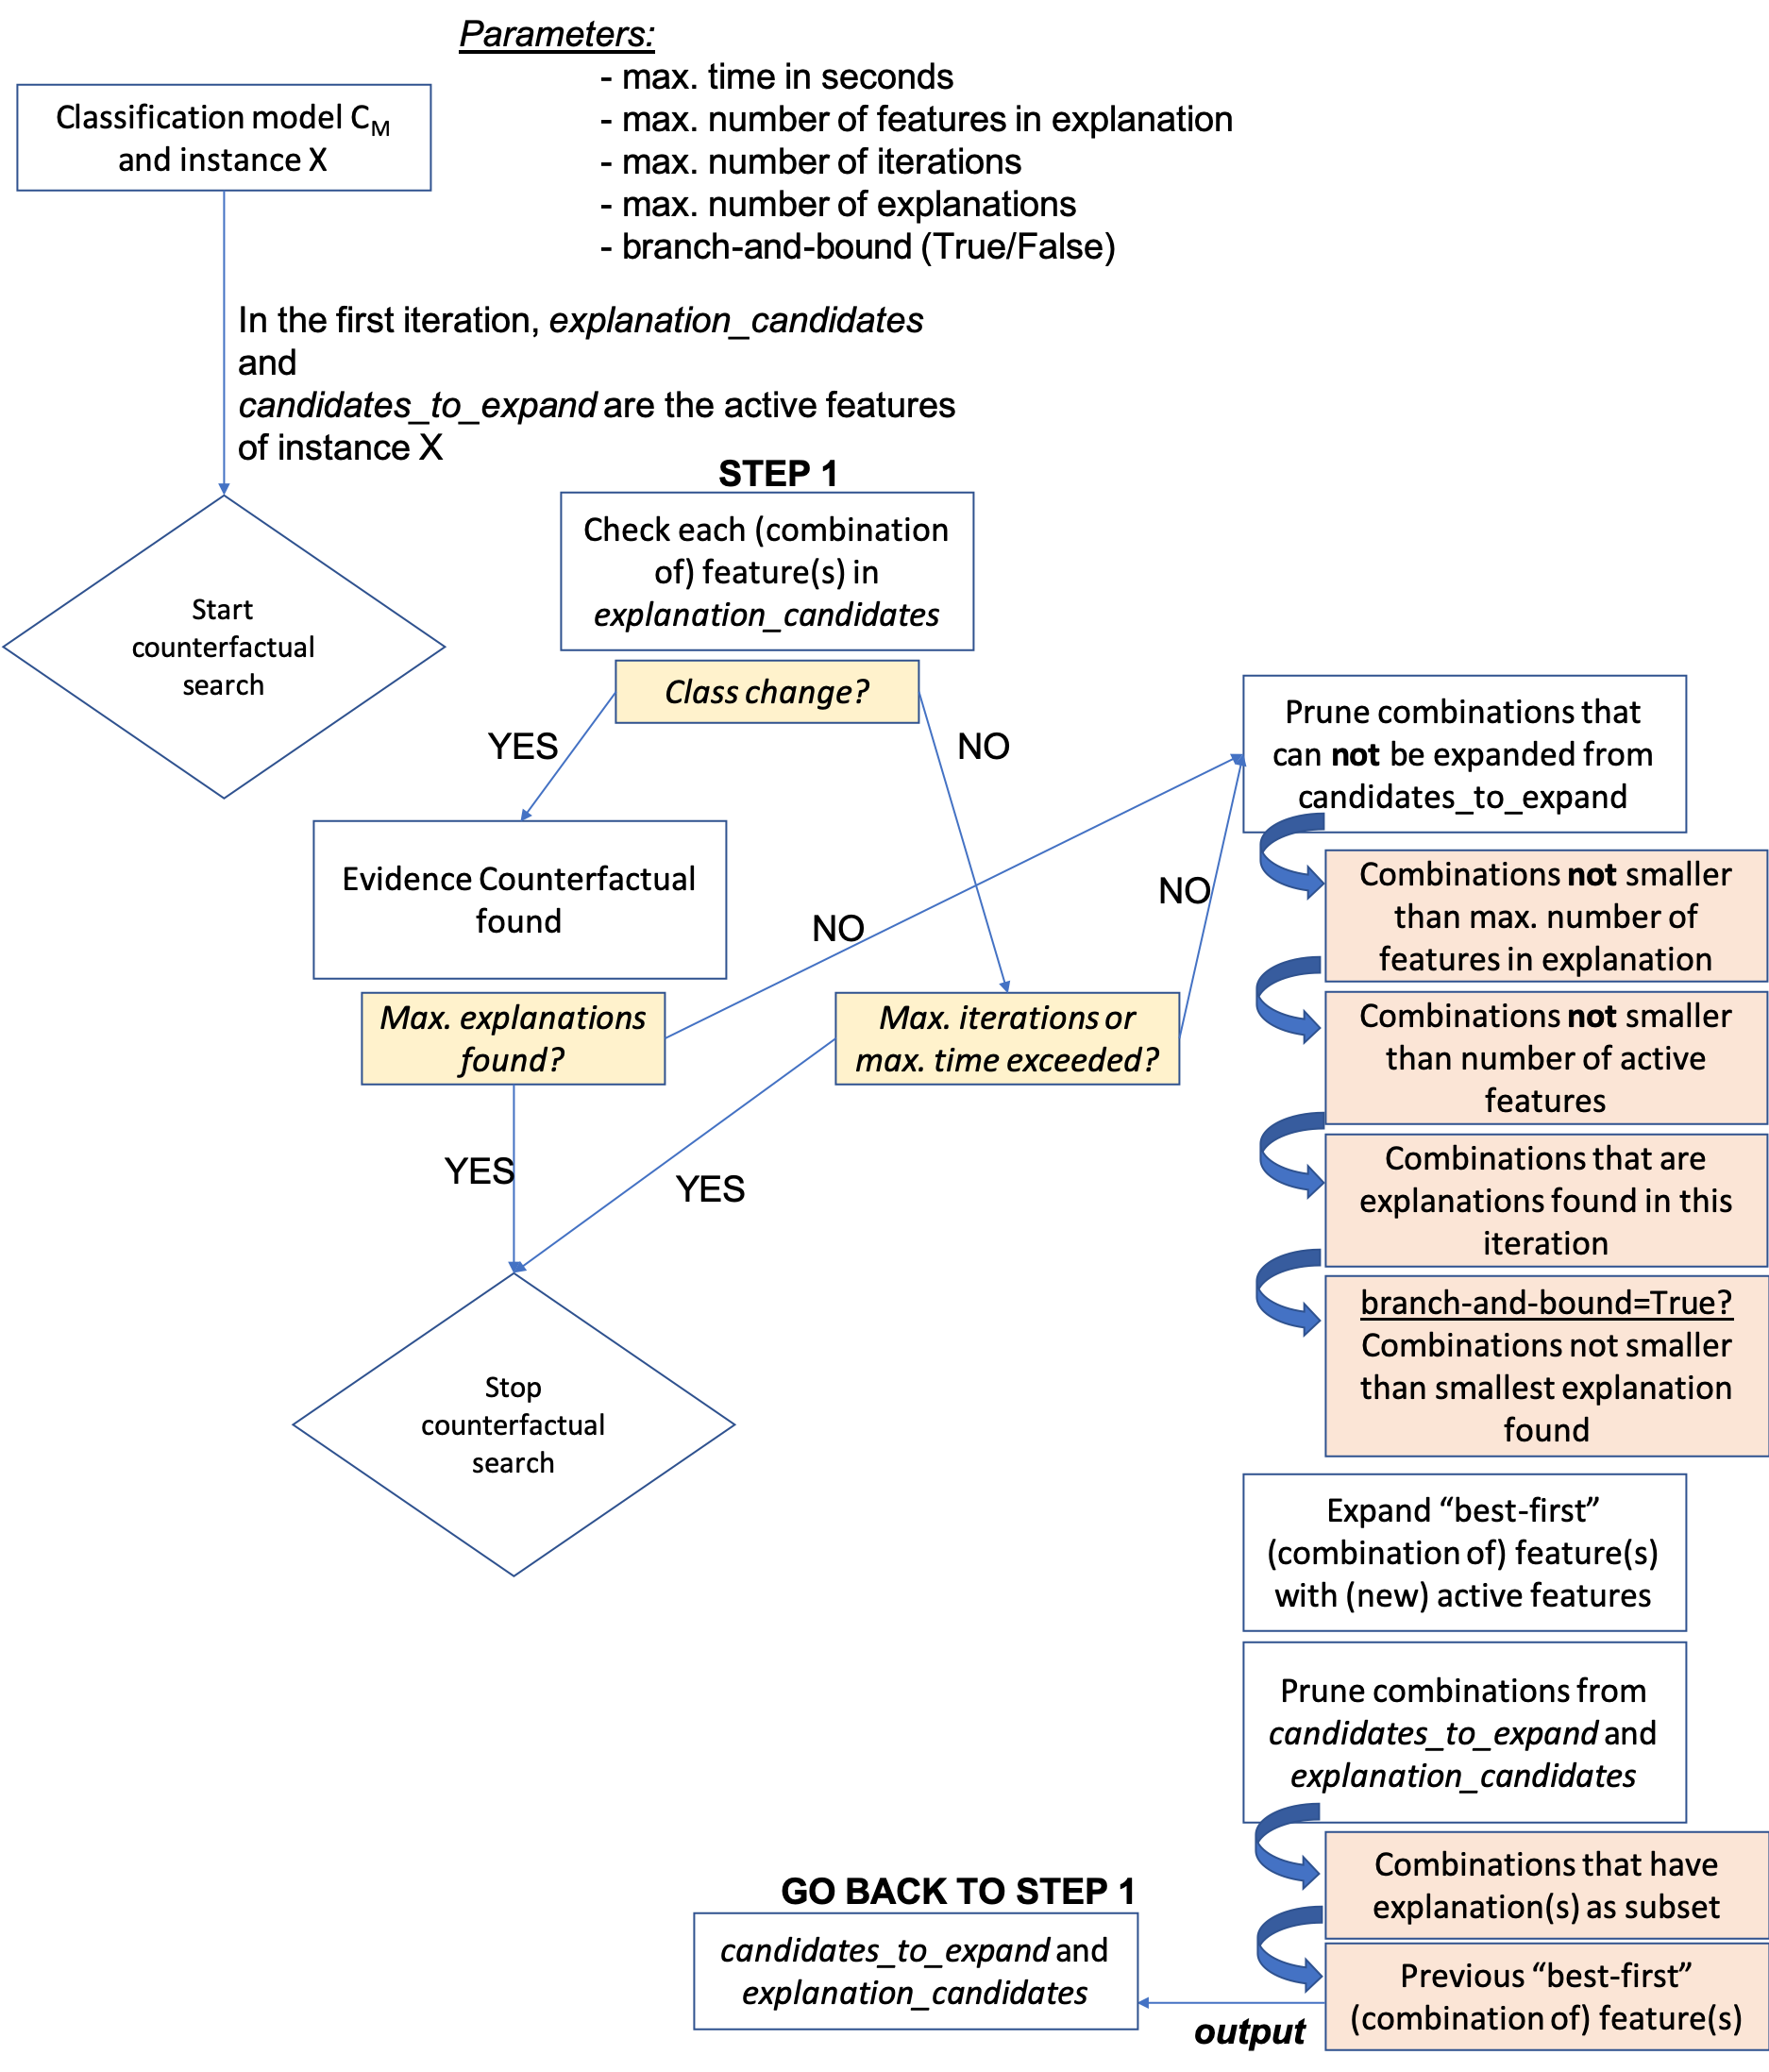 Parameters:
- max. time in seconds
- max. number of features in explanation
- max. number of iterations
- max. number of explanations
- branch-and-bound (True/False)
Classification model C_M
and instance X
In the first iteration, explanation_candidates
and
candidates_to_expand are the active features
of instance X
Start
counterfactual
search
STEP 1
Check each (combination
of) feature(s) in
explanation_candidates
Class change?
YES
NO
Evidence Counterfactual
found
Max. explanations
found?
NO
YES
Max. iterations or
max. time exceeded?
NO
YES
Stop
counterfactual
search
Prune combinations that
can not be expanded from
candidates_to_expand
Combinations not smaller
than max. number of
features in explanation
Combinations not smaller
than number of active
features
Combinations that are
explanations found in this
iteration
branch-and-bound=True?
Combinations not smaller
than smallest explanation
found
Expand “best-first”
(combination of) feature(s)
with (new) active features
Prune combinations from
candidates_to_expand and
explanation_candidates
Combinations that have
explanation(s) as subset
Previous “best-first”
(combination of) feature(s)
output
GO BACK TO STEP 1
candidates_to_expand and
explanation_candidates